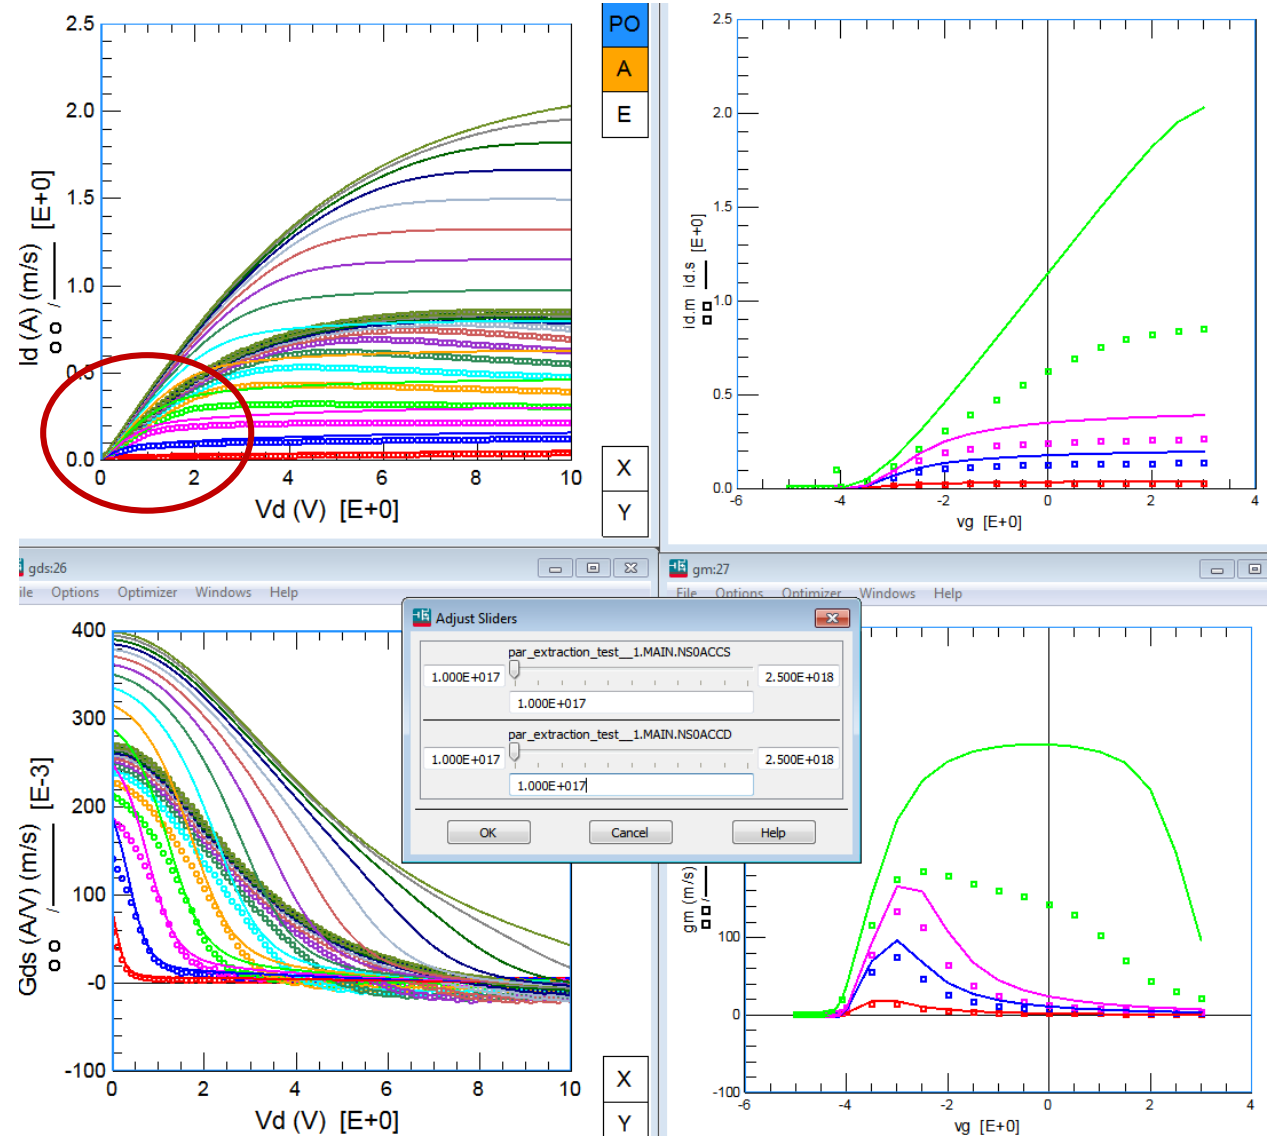 2.5
2.0
1.5
1.0
0.5
0.0
0 2 4 6 8 10
Id (A) (m/s) [E+0]
Vd (V) [E+0]
PO
A
E
X
Y
2.5
2.0
1.5
1.0
0.5
0.0
-6 -4 -2 0 2 4
id.m id.s [E+0]
vg [E+0]
gds:26
ile Options Optimizer Windows Help
gm:27
File Options Optimizer Windows Help
Adjust Sliders
par_extraction_test__1.MAIN.NS0ACCS
1.000E+017
2.500E+018
1.000E+017
par_extraction_test__1.MAIN.NS0ACCD
1.000E+017
2.500E+018
1.000E+017
OK Cancel Help
400
300
200
100
-0
-100
0 2 4 6 8 10
Gds (A/V) (m/s) [E-3]
Vd (V) [E+0]
X
Y
100
0
-100
-6 -4 -2 0 2 4
gm (m/s)
vg [E+0]